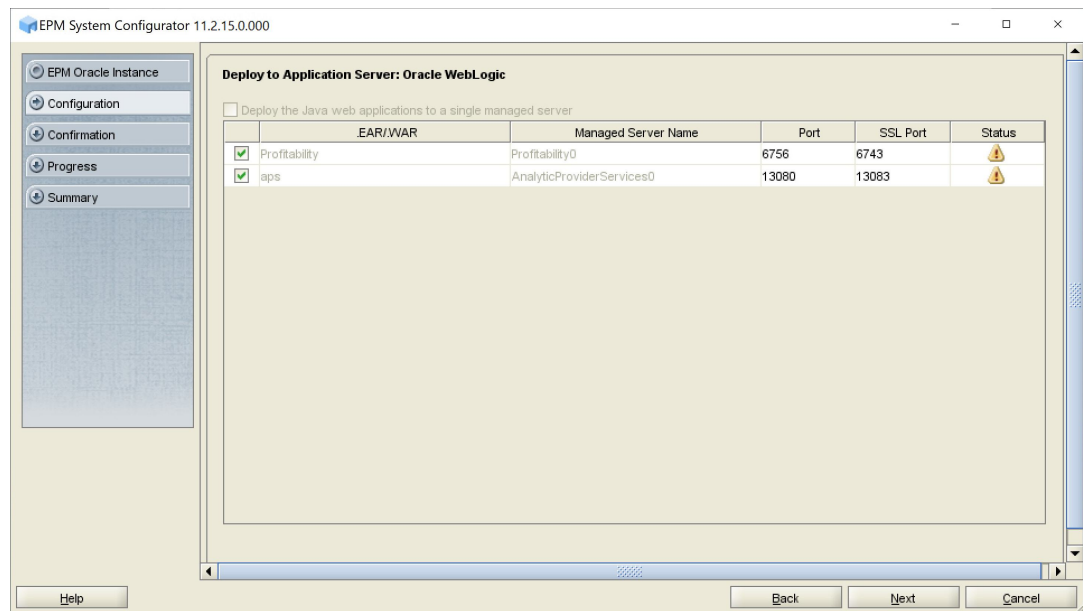 EPM System Configurator 11.2.15.0.000
EPM Oracle Instance
Configuration
Confirmation
Progress
Summary
Deploy to Application Server: Oracle WebLogic
Deploy the Java web applications to a single managed server
.EAR/.WAR Managed Server Name Port SSL Port Status
Profitability Profitability0 6756 6743
aps AnalyticProviderServices0 13080 13083
Help Back Next Cancel